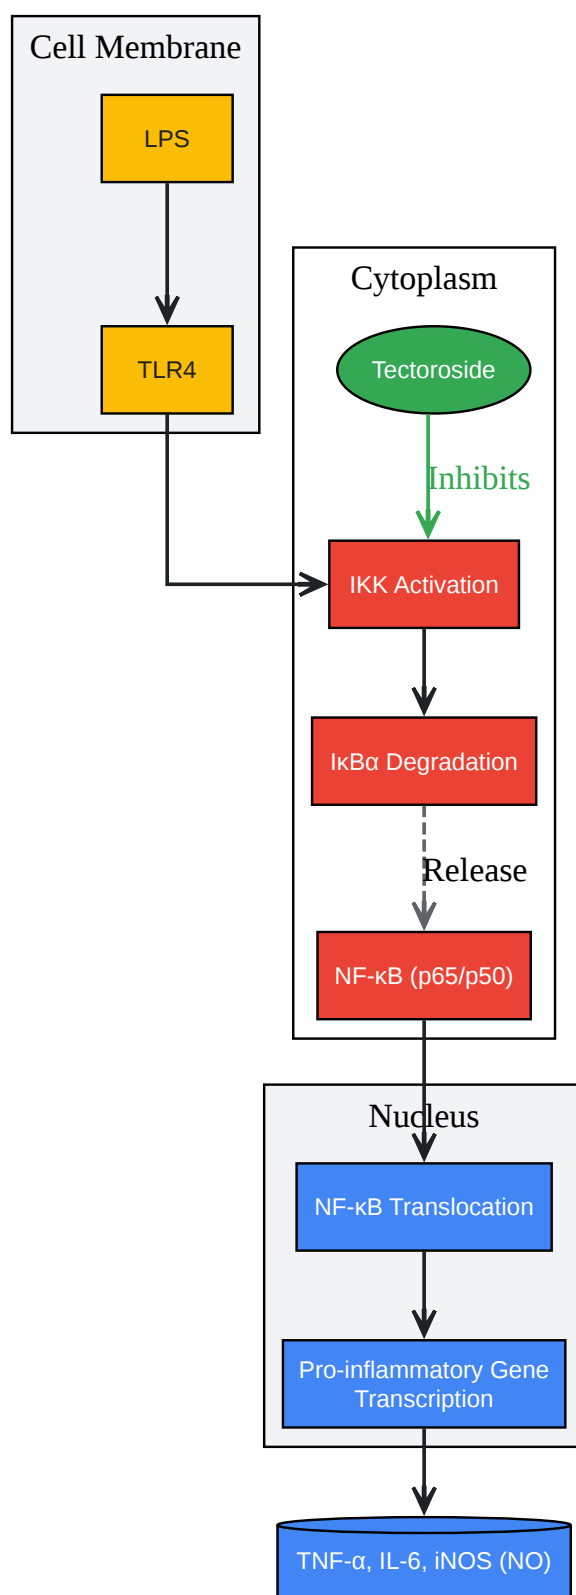 Cell Membrane
LPS
TLR4
Cytoplasm
Tectoroside
Inhibits
IKK Activation
IκBα Degradation
Release
NF-κB (p65/p50)
Nucleus
NF-κB Translocation
Pro-inflammatory Gene
Transcription
TNF-α, IL-6, iNOS (NO)